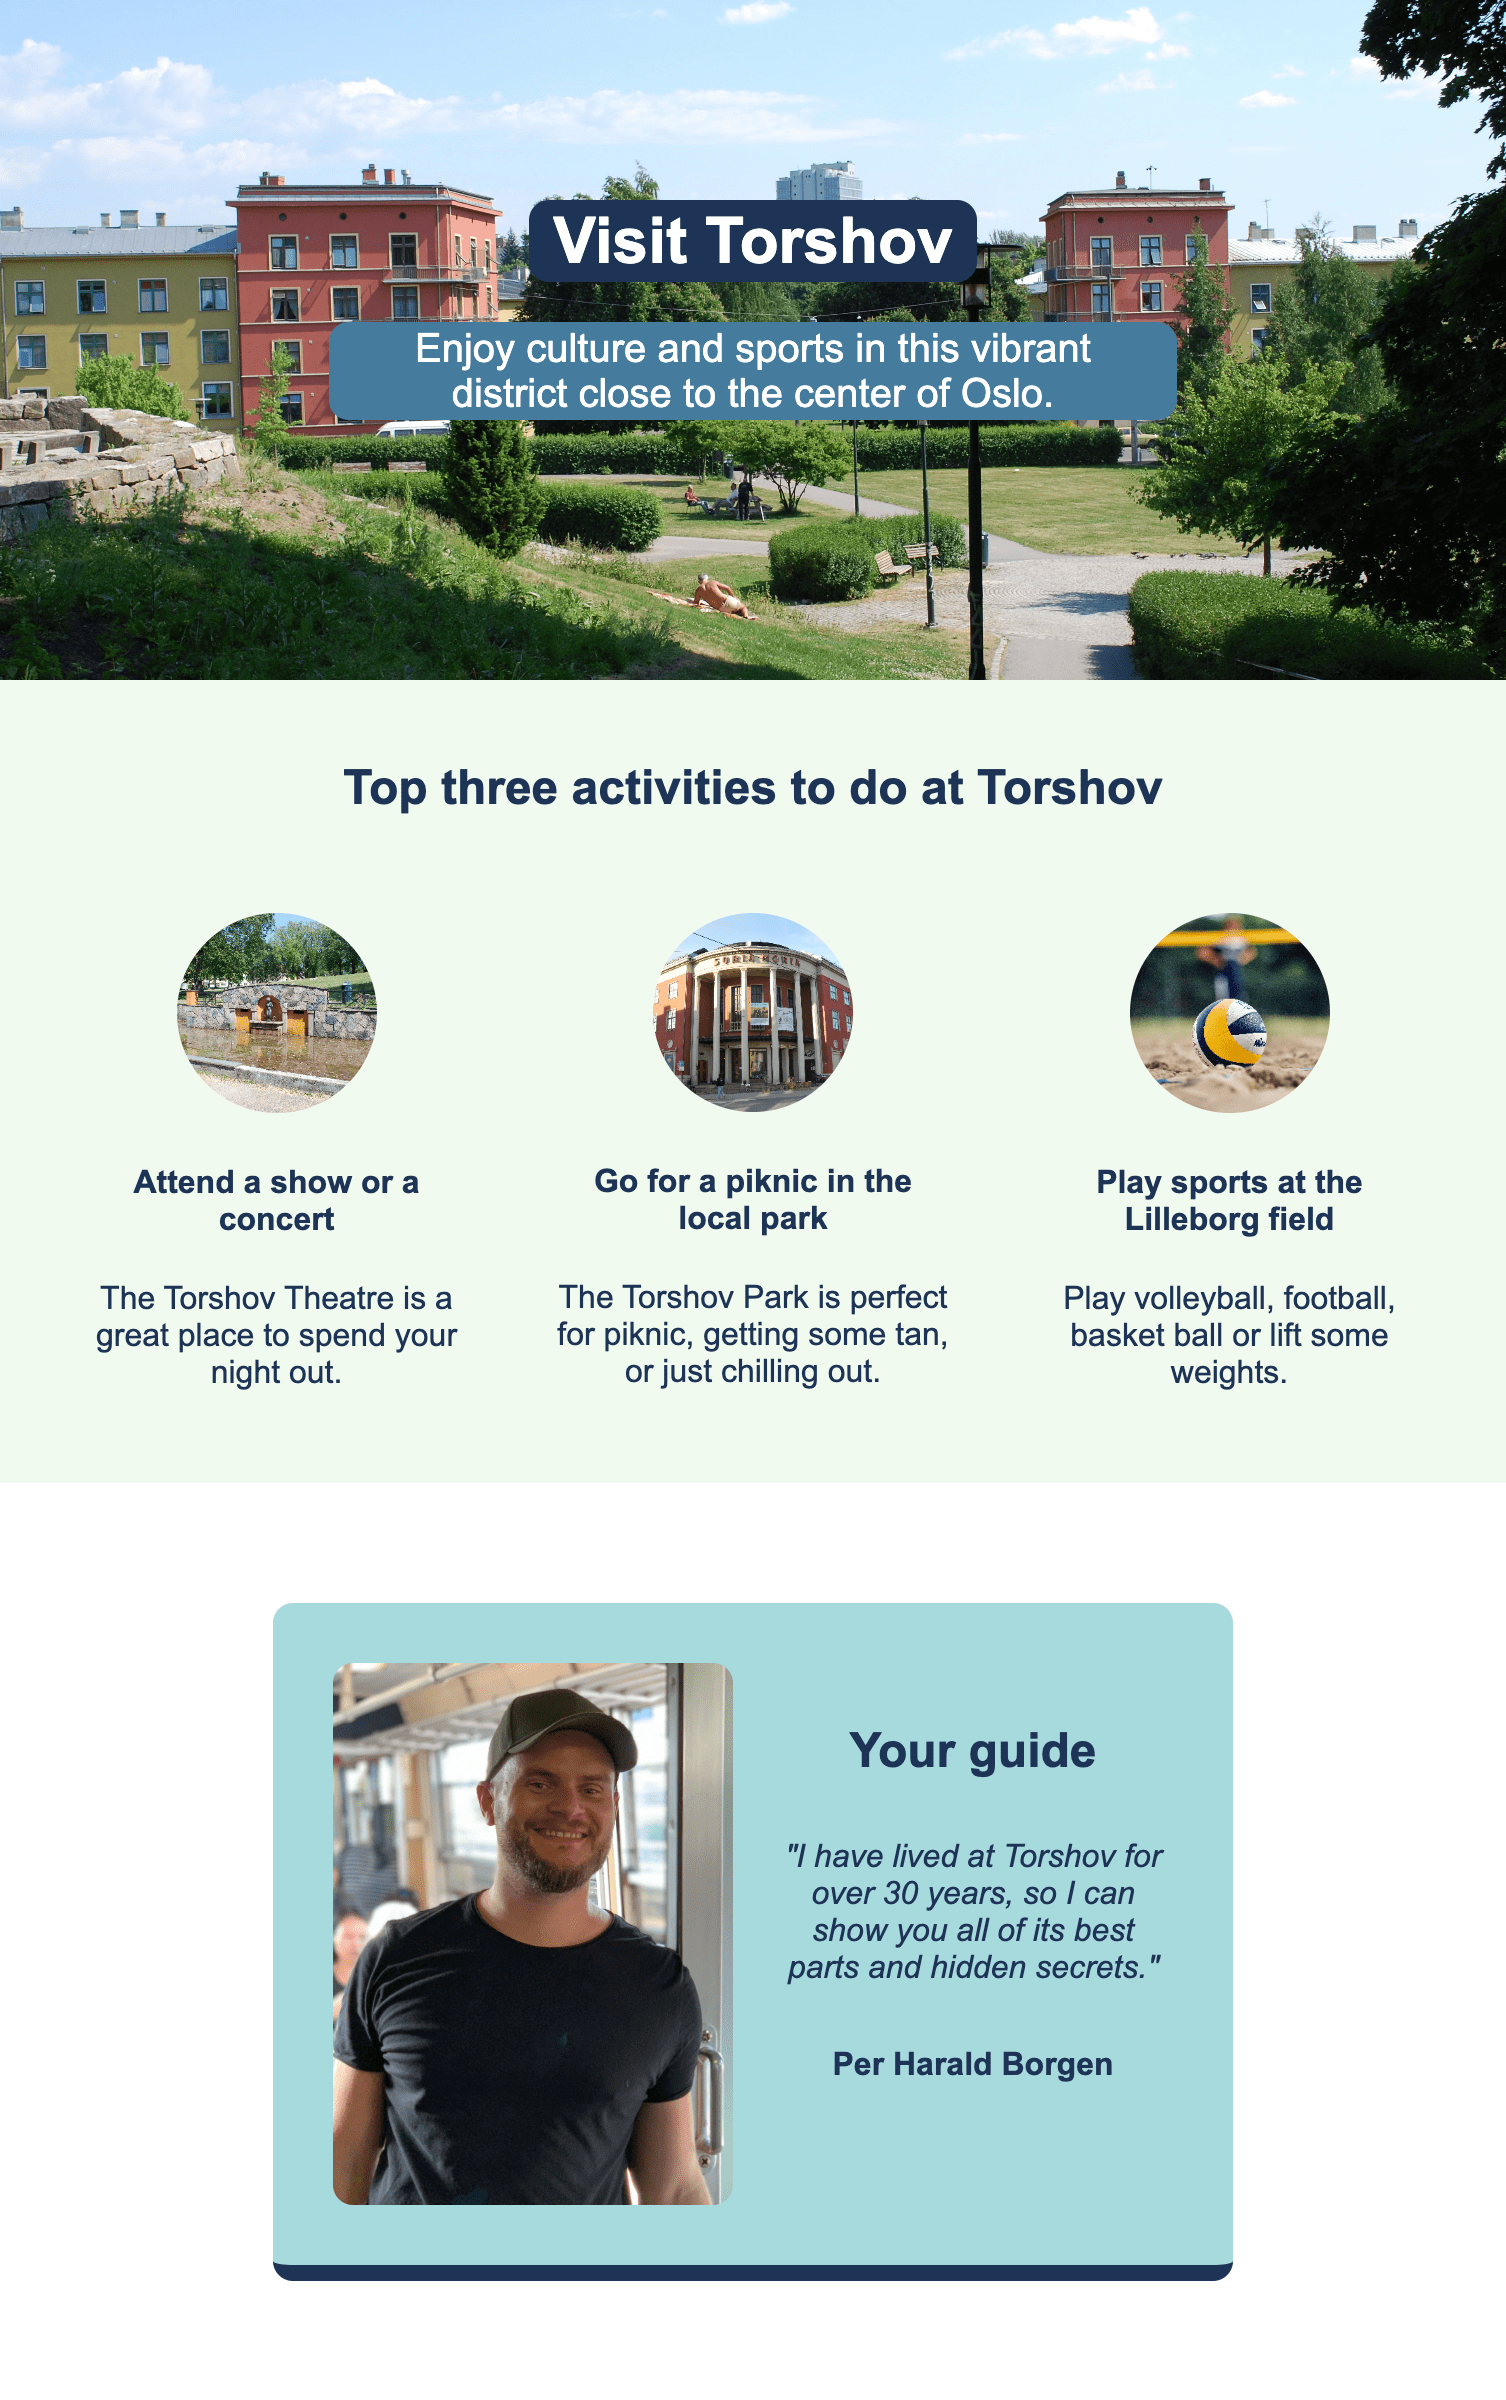 Visit Torshov
Enjoy culture and sports in this vibrant
district close to the center of Oslo.
Top three activities to do at Torshov
SORIA MORIA
Attend a show or a
concert
The Torshov Theatre is a
great place to spend your
night out.
Go for a piknic in the
local park
The Torshov Park is perfect
for piknic, getting some tan,
or just chilling out.
Play sports at the
Lilleborg field
Play volleyball, football,
basket ball or lift some
weights.
Your guide
"I have lived at Torshov for
over 30 years, so I can
show you all of its best
parts and hidden secrets."
Per Harald Borgen